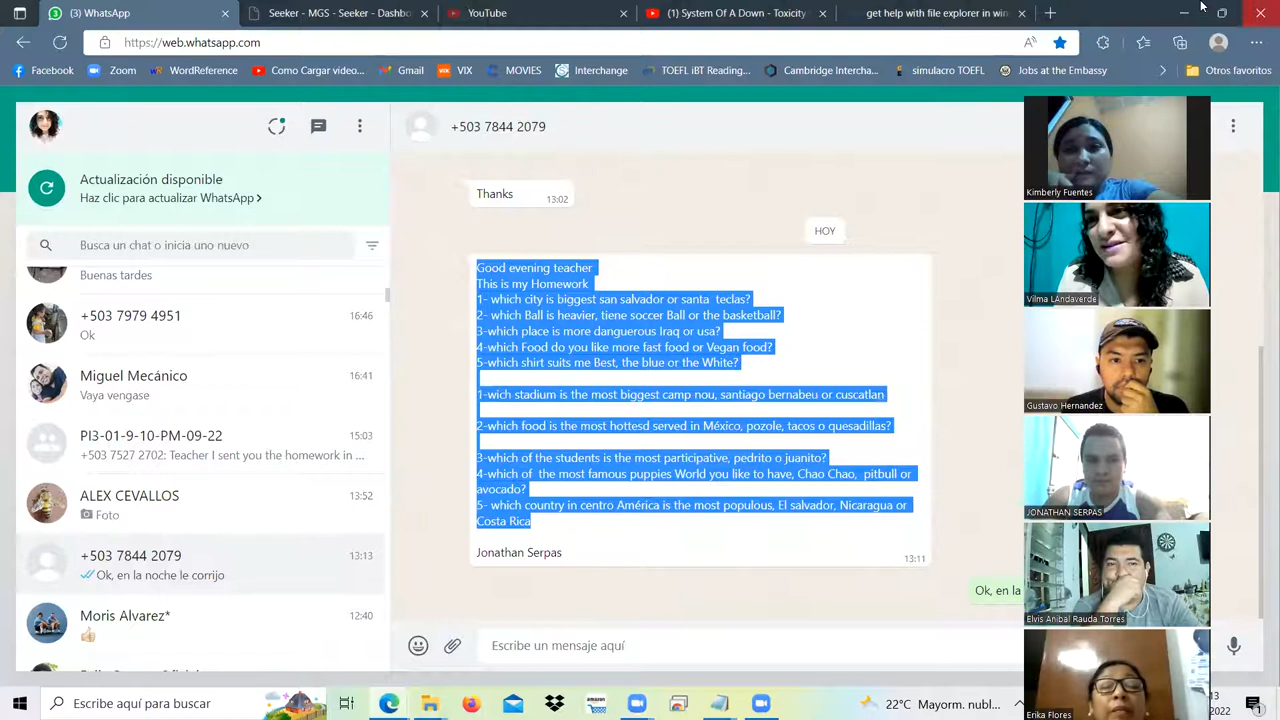 (3) WhatsApp
Seeker - MGS - Seeker - Dashbo
YouTube
(1) System Of A Down - Toxicity
get help with file explorer in win
https://web.whatsapp.com
Facebook
Zoom
WordReference
Como Cargar video...
Gmail
VIX
MOVIES
Interchange
TOEFL iBT Reading...
Cambridge Intercha...
simulacro TOEFL
Jobs at the Embassy
Otros favoritos
Actualización disponible
Haz clic para actualizar WhatsApp
Busca un chat o inicia uno nuevo
Buenas tardes
+503 7979 4951
16:46
Ok
Miguel Mecánico
16:41
Vaya vengase
PI3-01-9-10-PM-09-22
15:03
+503 7527 2702: Teacher I sent you the homework in ...
ALEX CEVALLOS
13:52
Foto
+503 7844 2079
13:13
Ok, en la noche le corrijo
Moris Alvarez*
12:40
+503 7844 2079
Thanks
13:02
HOY
Good evening teacher
This is my Homework
1- which city is biggest san salvador or santa teclas?
2- which Ball is heavier, tiene soccer Ball or the basketball?
3-which place is more danguerous Iraq or usa?
4-which Food do you like more fast food or Vegan food?
5-which shirt suits me Best, the blue or the White?
1-wich stadium is the most biggest camp nou, santiago bernabeu or cuscatlan
2-which food is the most hottesd served in México, pozole, tacos o quesadillas?
3-which of the students is the most participative, pedrito o juanito?
4-which of the most famous puppies World you like to have, Chao Chao, pitbull or
avocado?
5- which country in centro América is the most populous, El salvador, Nicaragua or
Costa Rica
Jonathan Serpas
13:11
Ok, en la
Escribe un mensaje aquí
Kimberly Fuentes
Vilma LAndaverde
Gustavo Hernandez
JONATHAN SERPAS
Elvis Anibal Rauda Torres
Erika Flores
Escribe aquí para buscar
amazon
22°C Mayorm. nubl...
13
2022
1